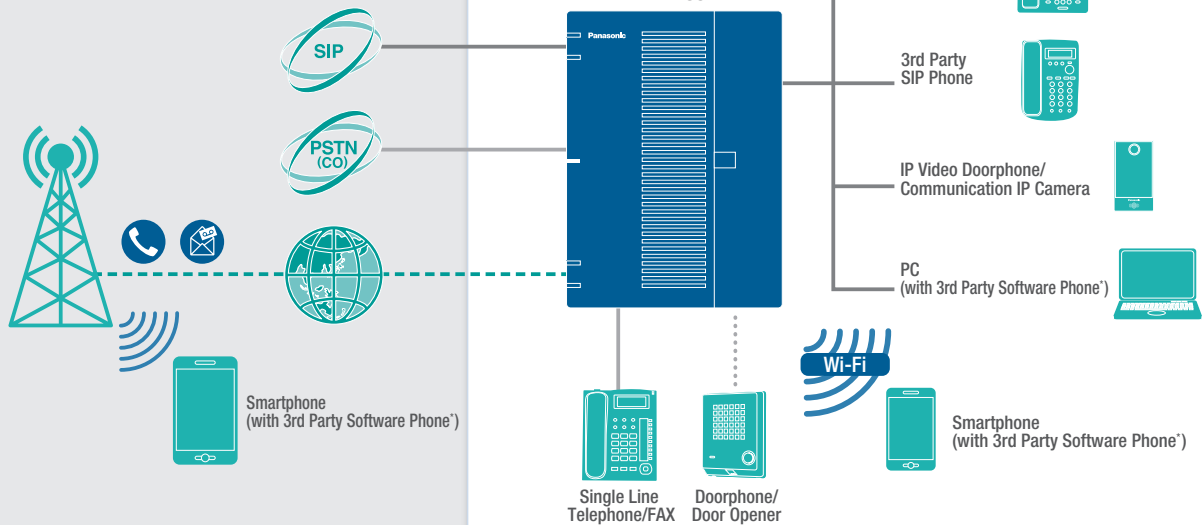 SIP
Panasonic
3rd Party
SIP Phone
PSTN
(CO)
IP Video Doorphone/
Communication IP Camera
PC
(with 3rd Party Software Phone*)
Wi-Fi
Smartphone
(with 3rd Party Software Phone*)
Smartphone
(with 3rd Party Software Phone*)
Single Line
Telephone/FAX
Doorphone/
Door Opener